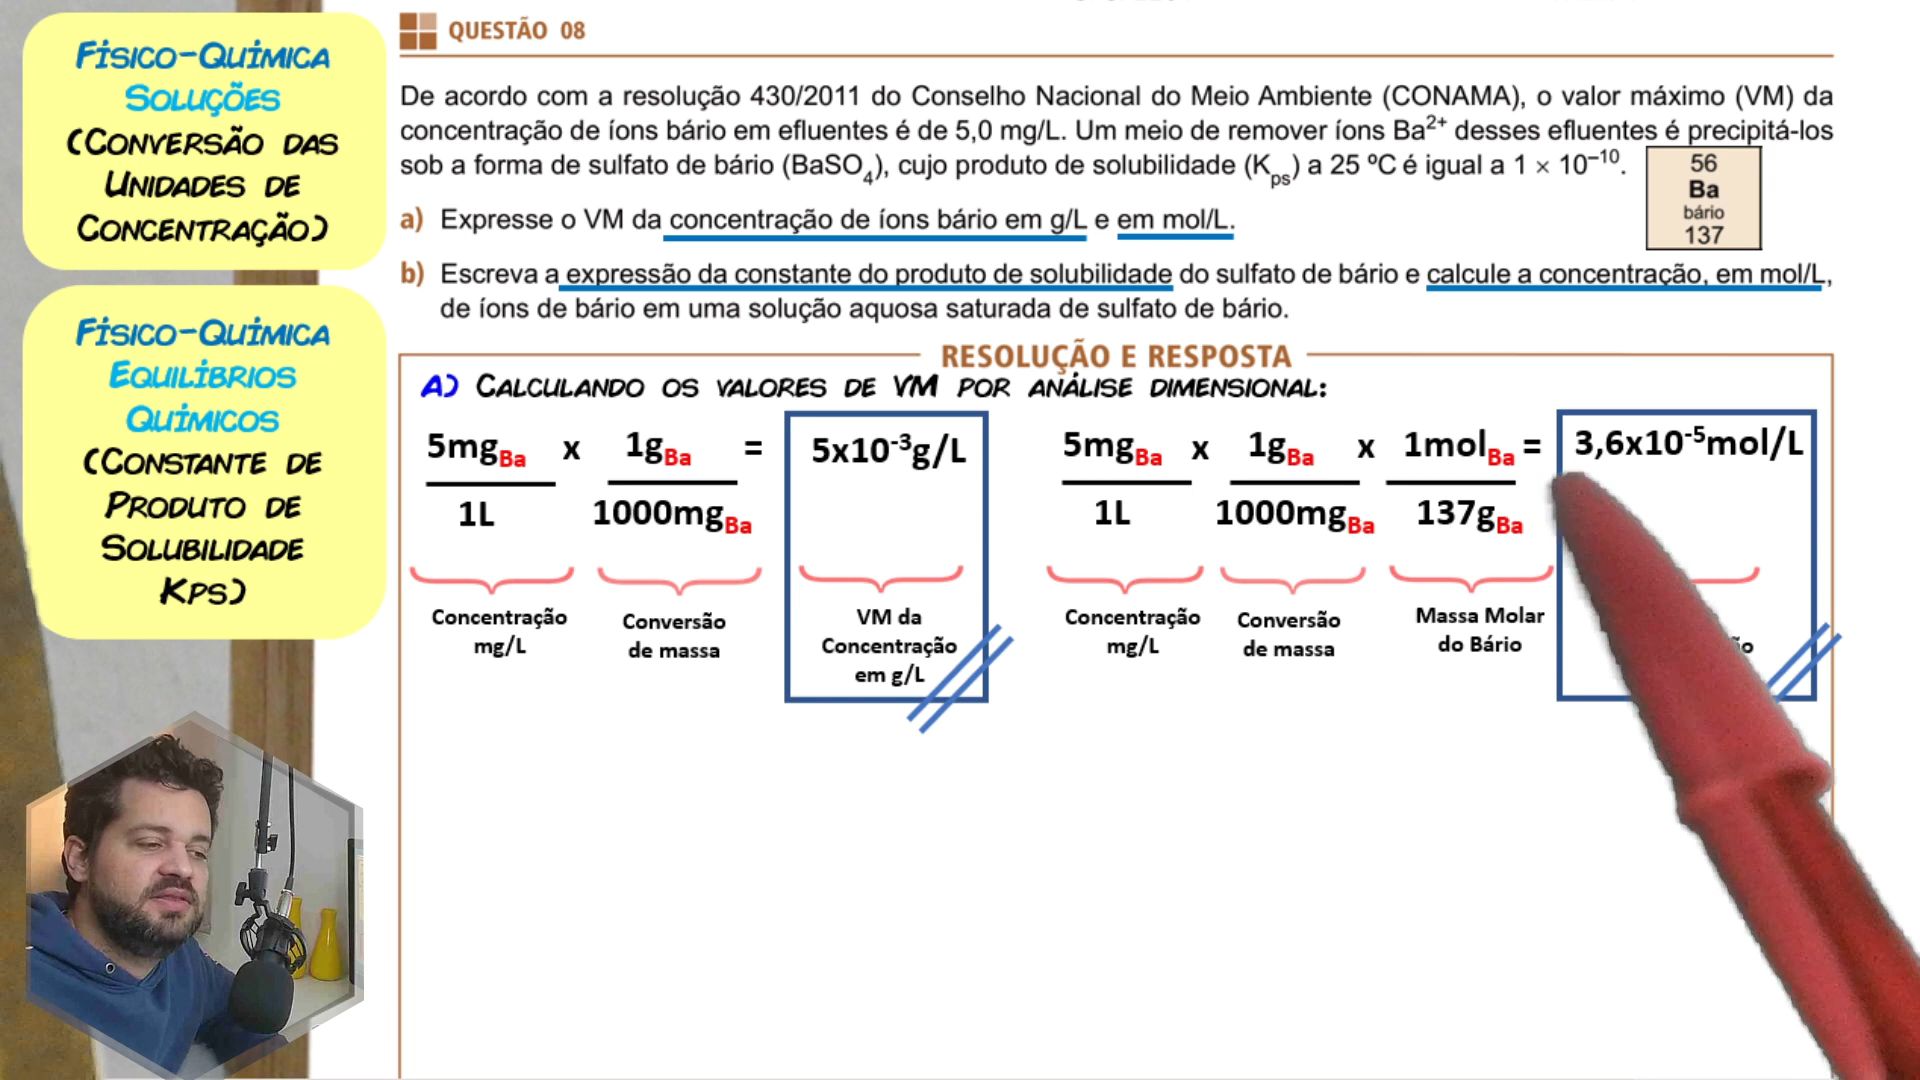 FÍSICO-QUÍMICA
SOLUÇÕES
(CONVERSÃO DAS
UNIDADES DE
CONCENTRAÇÃO)
FÍSICO-QUÍMICA
EQUILÍBRIOS
QUÍMICOS
(CONSTANTE DE
PRODUTO DE
SOLUBILIDADE
KPS)
QUESTÃO 08
De acordo com a resolução 430/2011 do Conselho Nacional do Meio Ambiente (CONAMA), o valor máximo (VM) da
concentração de íons bário em efluentes é de 5,0 mg/L. Um meio de remover íons Ba²⁺ desses efluentes é precipitá-los
sob a forma de sulfato de bário (BaSO₄), cujo produto de solubilidade (Kps) a 25 ºC é igual a 1 × 10⁻¹⁰.
56
Ba
bário
137
a) Expresse o VM da concentração de íons bário em g/L e em mol/L.
b) Escreva a expressão da constante do produto de solubilidade do sulfato de bário e calcule a concentração, em mol/L,
de íons de bário em uma solução aquosa saturada de sulfato de bário.
RESOLUÇÃO E RESPOSTA
A) CALCULANDO OS VALORES DE VM POR ANÁLISE DIMENSIONAL:
5mgBa x 1gBa = 5x10⁻³g/L
1L 1000mgBa
Concentração
mg/L
Conversão
de massa
VM da
Concentração
em g/L
5mgBa x 1gBa x 1molBa = 3,6x10⁻⁵mol/L
1L 1000mgBa 137gBa
Concentração
mg/L
Conversão
de massa
Massa Molar
do Bário